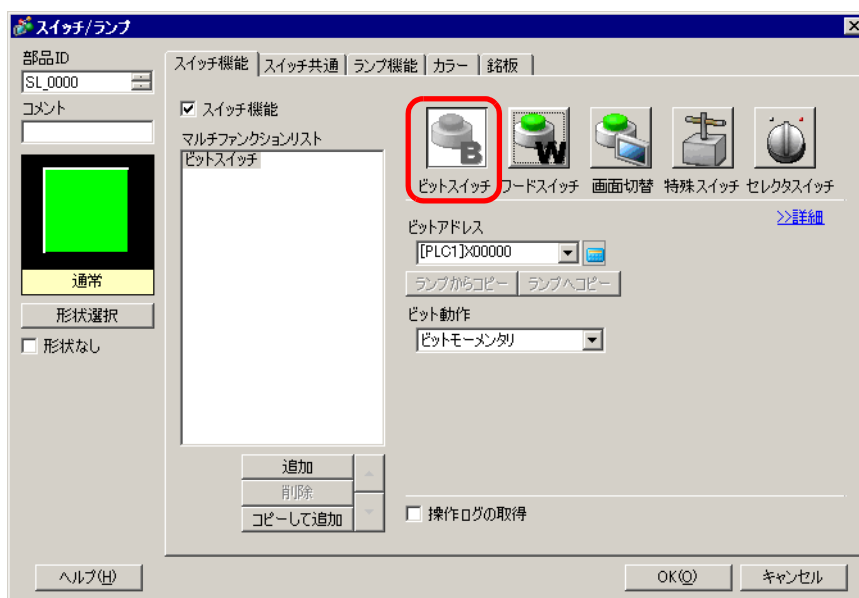 スイッチ/ランプ
部品ID
SL_0000
コメント
通常
形状選択
形状なし
スイッチ機能
スイッチ共通
ランプ機能
カラー
銘板
スイッチ機能
マルチファンクションリスト
ビットスイッチ
追加
削除
コピーして追加
B
W
ビットスイッチ
ワードスイッチ
画面切替
特殊スイッチ
セレクタスイッチ
>>詳細
ビットアドレス
[PLC1]X00000
ランプからコピー
ランプへコピー
ビット動作
ビットモーメンタリ
操作ログの取得
ヘルプ(H)
OK(O)
キャンセル